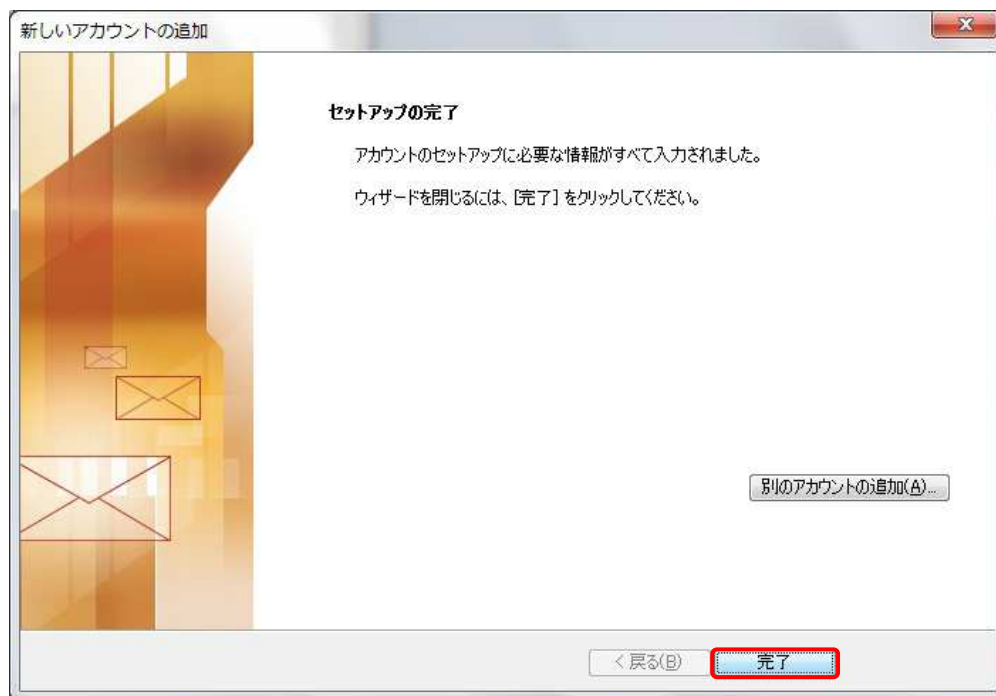 新しいアカウントの追加
セットアップの完了
アカウントのセットアップに必要な情報がすべて入力されました。
ウィザードを閉じるには、[完了] をクリックしてください。
別のアカウントの追加(A)...
< 戻る(B)
完了